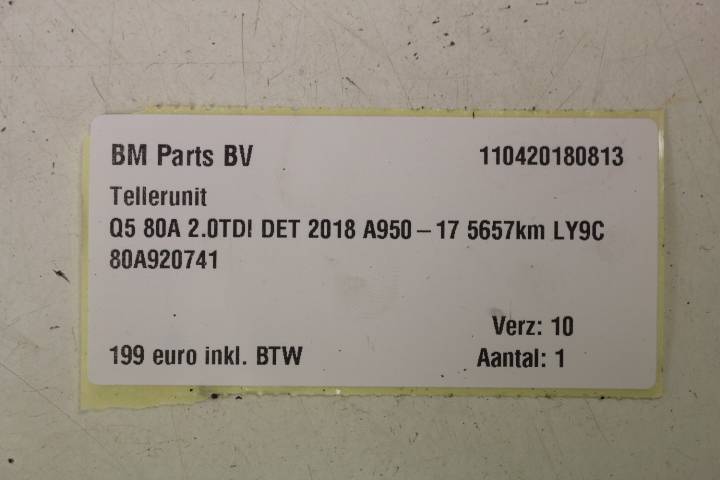 BM Parts BV 110420180813
Tellerunit
Q5 80A 2.0TDI DET 2018 A950-17 5657km LY9C
80A920741
Verz: 10
199 euro inkl. BTW Aantal: 1